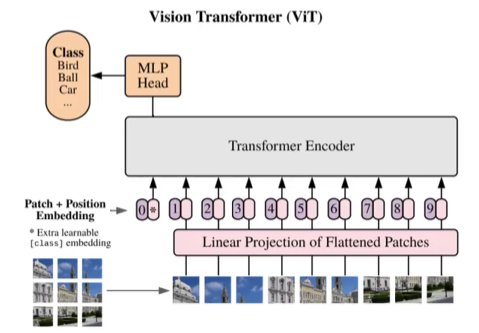 Vision Transformer (ViT)
Class
Bird
Ball
Car
...
MLP
Head
Transformer Encoder
Patch + Position
Embedding
0 * 1 2 3 4 5 6 7 8 9
* Extra learnable
[class] embedding
Linear Projection of Flattened Patches